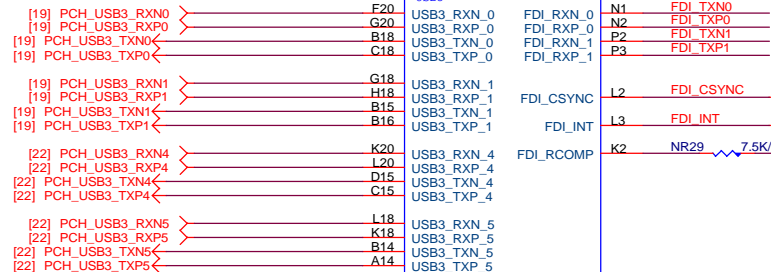 [19] PCH_USB3_RXN0 F20 USB3_RXN_0 FDI_RXN_0 N1 FDI_TXN0
[19] PCH_USB3_RXP0 G20 USB3_RXP_0 FDI_RXP_0 N2 FDI_TXP0
[19] PCH_USB3_TXN0 B18 USB3_TXN_0 FDI_RXN_1 P2 FDI_TXN1
[19] PCH_USB3_TXP0 C18 USB3_TXP_0 FDI_RXP_1 P3 FDI_TXP1
[19] PCH_USB3_RXN1 G18 USB3_RXN_1
[19] PCH_USB3_RXP1 H18 USB3_RXP_1 FDI_CSYNC L2 FDI_CSYNC
[19] PCH_USB3_TXN1 B15 USB3_TXN_1
[19] PCH_USB3_TXP1 B16 USB3_TXP_1 FDI_INT L3 FDI_INT
[22] PCH_USB3_RXN4 K20 USB3_RXN_4 FDI_RCOMP K2 NR29 7.5K/
[22] PCH_USB3_RXP4 L20 USB3_RXP_4
[22] PCH_USB3_TXN4 D15 USB3_TXN_4
[22] PCH_USB3_TXP4 C15 USB3_TXP_4
[22] PCH_USB3_RXN5 L18 USB3_RXN_5
[22] PCH_USB3_RXP5 K18 USB3_RXP_5
[22] PCH_USB3_TXN5 B14 USB3_TXN_5
[22] PCH_USB3_TXP5 A14 USB3_TXP_5